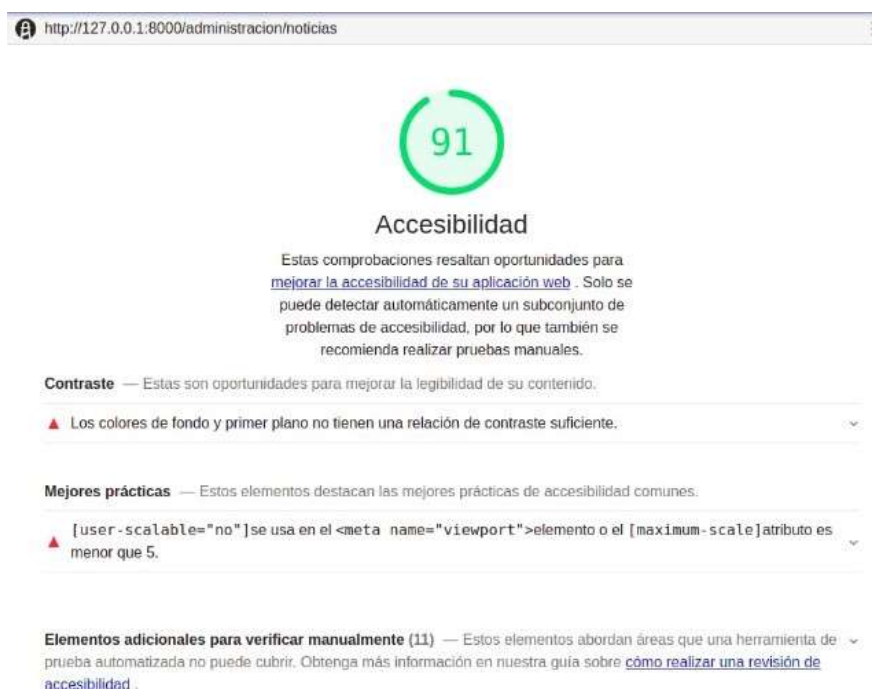 http://127.0.0.1:8000/administracion/noticias
91
Accesibilidad
Estas comprobaciones resaltan oportunidades para
mejorar la accesibilidad de su aplicación web . Solo se
puede detectar automáticamente un subconjunto de
problemas de accesibilidad, por lo que también se
recomienda realizar pruebas manuales.
Contraste — Estas son oportunidades para mejorar la legibilidad de su contenido.
Los colores de fondo y primer plano no tienen una relación de contraste suficiente.
Mejores prácticas — Estos elementos destacan las mejores prácticas de accesibilidad comunes.
[user-scalable="no"]se usa en el <meta name="viewport">elemento o el [maximum-scale]atributo es
menor que 5.
Elementos adicionales para verificar manualmente (11) — Estos elementos abordan áreas que una herramienta de
prueba automatizada no puede cubrir. Obtenga más información en nuestra guía sobre cómo realizar una revisión de
accesibilidad .